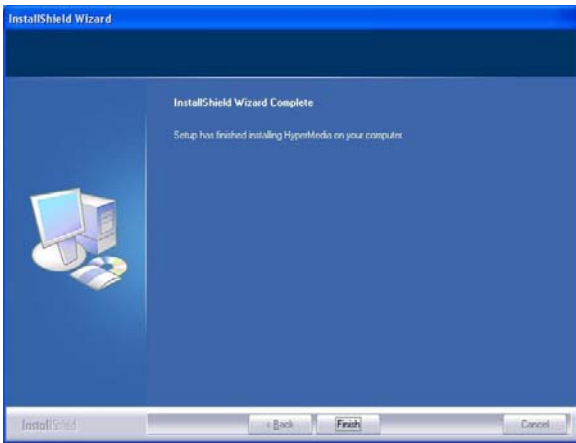 InstallShield Wizard
InstallShield Wizard Complete
Setup has finished installing HyperMedia on your computer.
InstallShield
< Back
Finish
Cancel